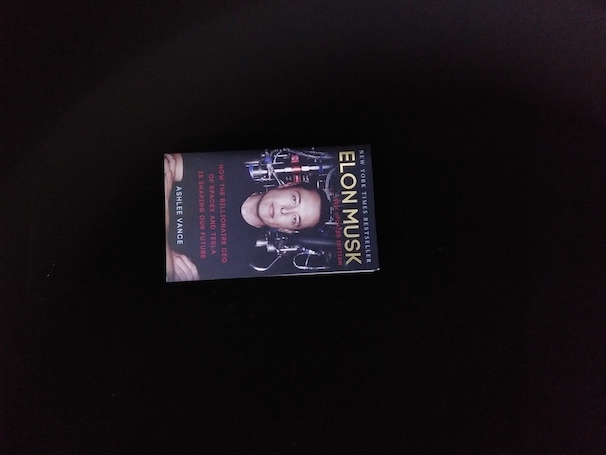 NEW YORK TIMES BESTSELLER
ELON MUSK
EDITION
HOW THE BILLIONAIRE CEO
OF SPACEX AND TESLA
IS SHAPING OUR FUTURE
ASHLEE VANCE